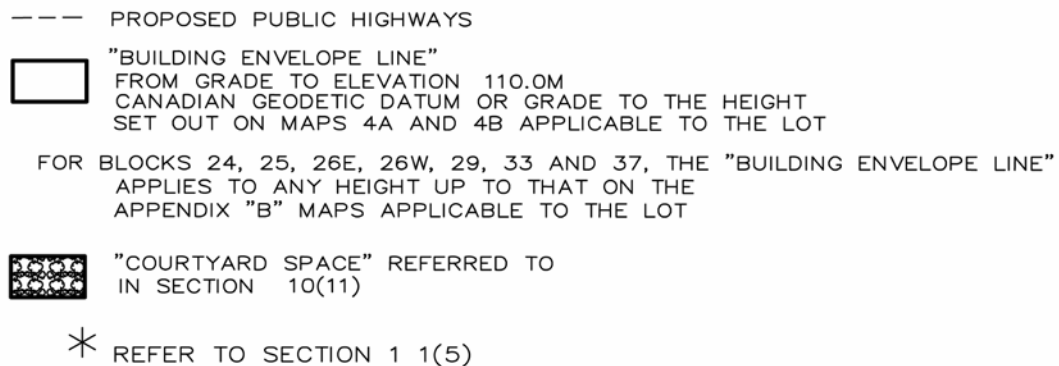 PROPOSED PUBLIC HIGHWAYS
"BUILDING ENVELOPE LINE"
FROM GRADE TO ELEVATION 110.0M
CANADIAN GEODETIC DATUM OR GRADE TO THE HEIGHT
SET OUT ON MAPS 4A AND 4B APPLICABLE TO THE LOT
FOR BLOCKS 24, 25, 26E, 26W, 29, 33 AND 37, THE "BUILDING ENVELOPE LINE"
APPLIES TO ANY HEIGHT UP TO THAT ON THE
APPENDIX "B" MAPS APPLICABLE TO THE LOT
"COURTYARD SPACE" REFERRED TO
IN SECTION 10(11)
* REFER TO SECTION 1 1(5)